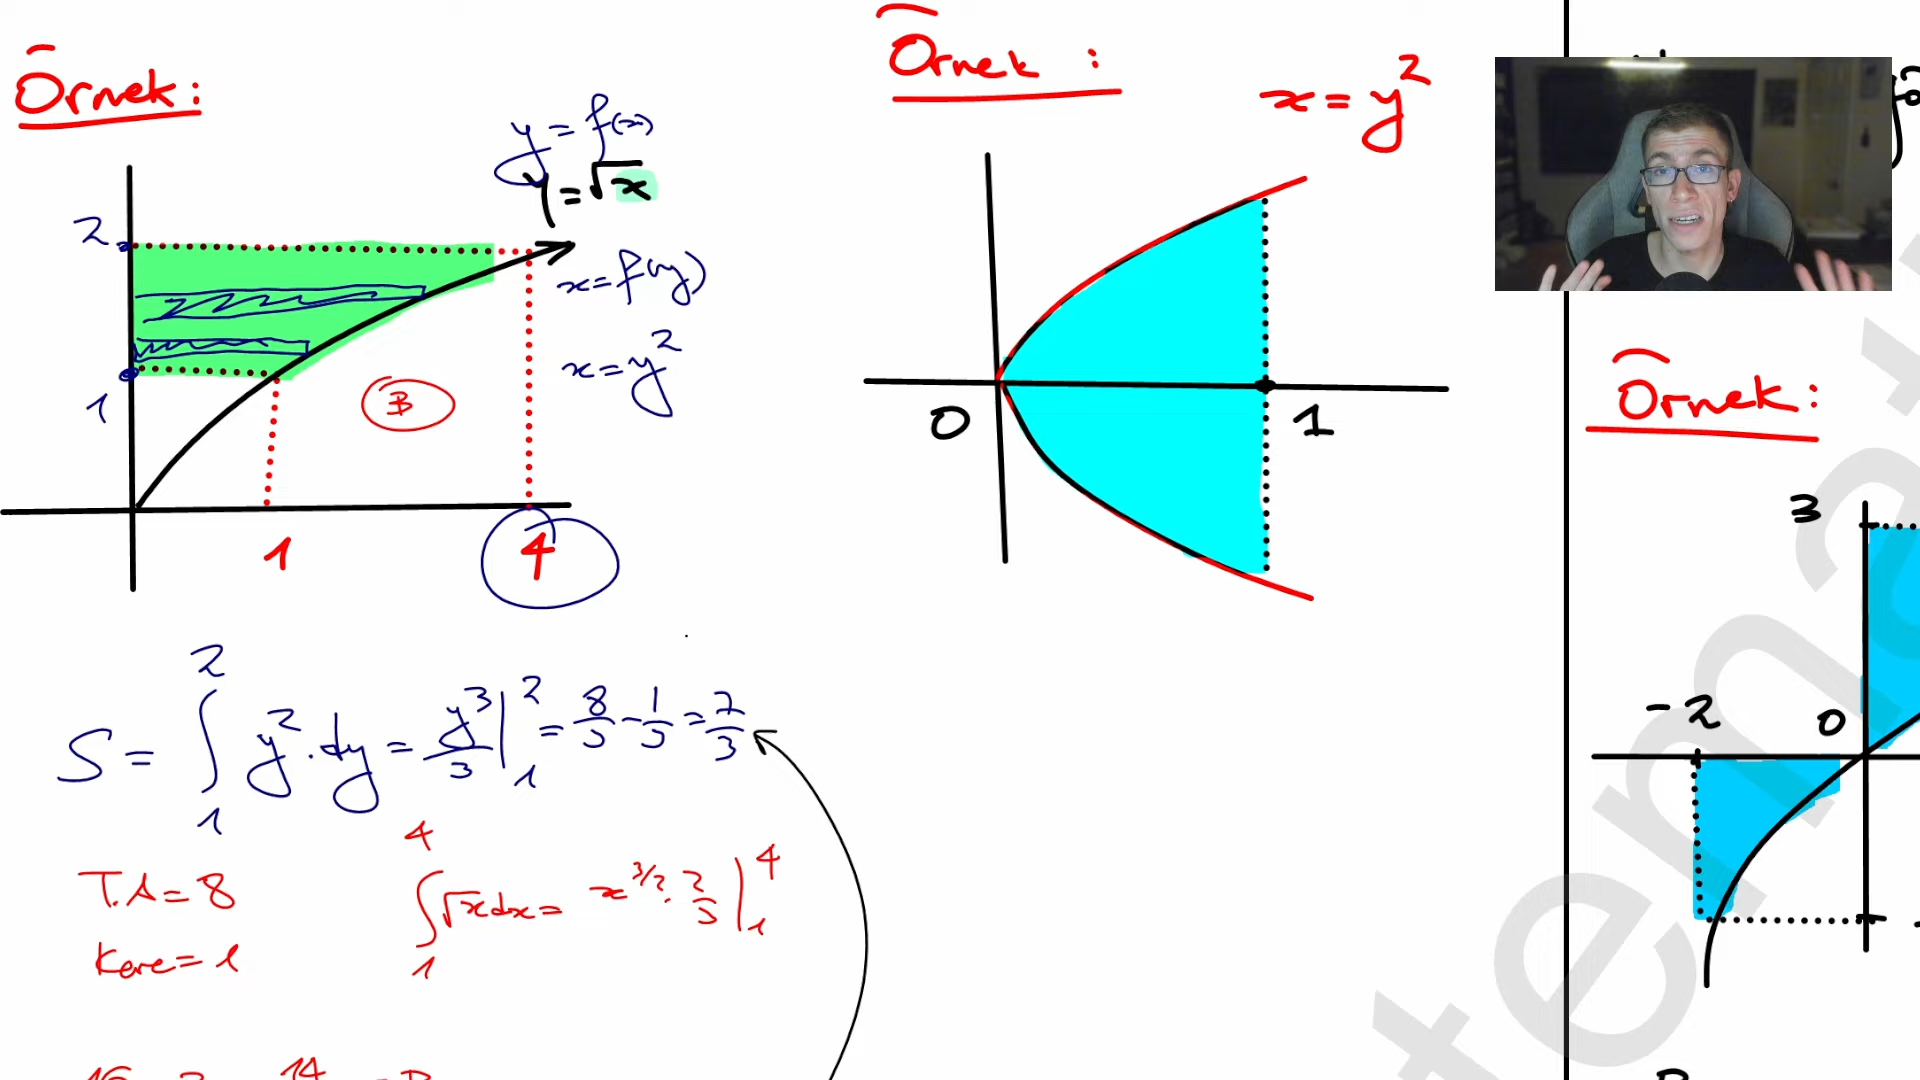 Örnek:
y = f(x)
y = √x
2
x = f(y)
x = y²
1
B
1
4
S = ∫₁² y². dy = y³/3 |₁² = 8/3 - 1/3 = 7/3
T.A = 8
Kare = 1
∫₁⁴ √x dx = x^3/2 . 2/3 |₁⁴
Örnek :
x = y²
0
1
Örnek:
3
-2
0